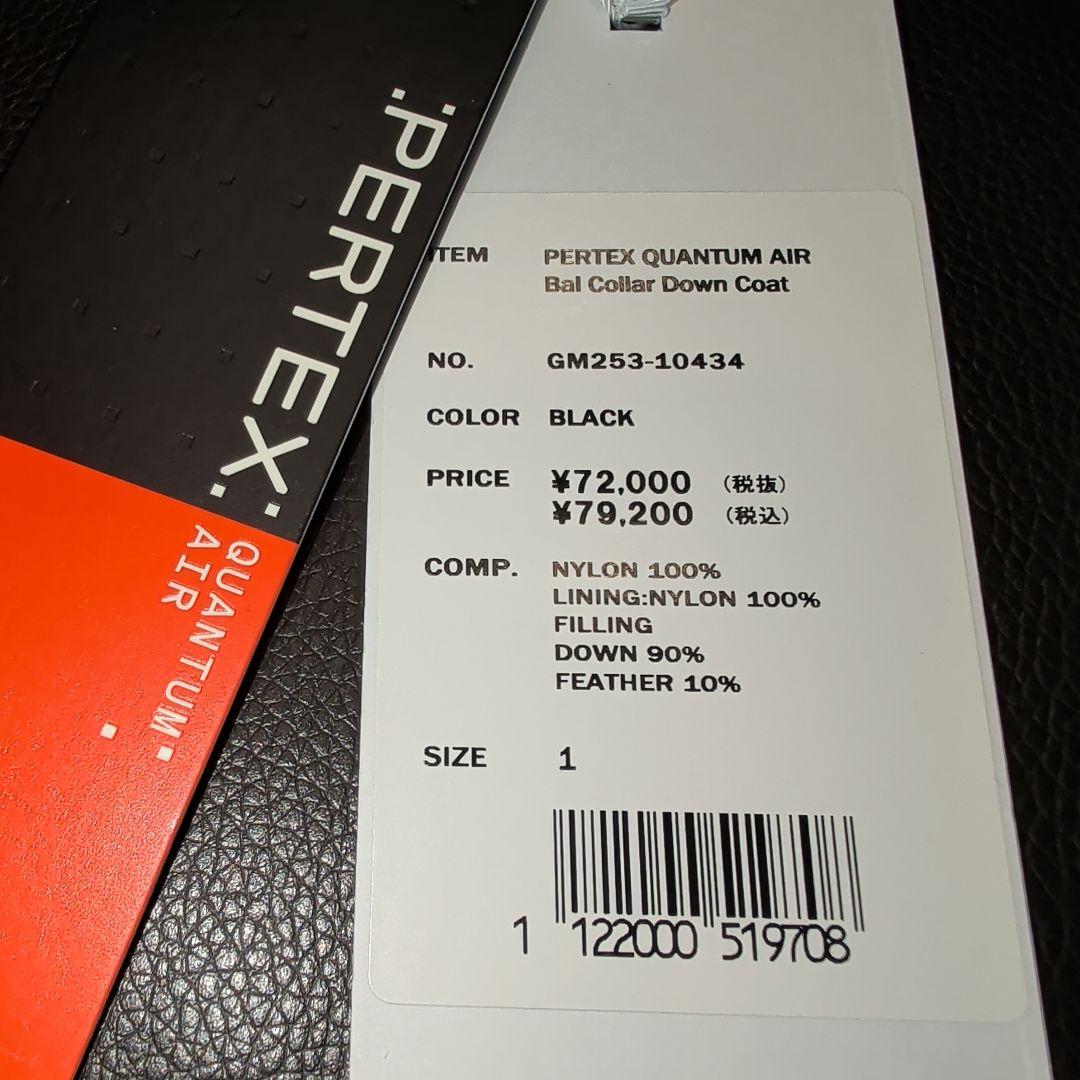 :PERTEX.
QUANTUM
AIR
ITEM PERTEX QUANTUM AIR
Bal Collar Down Coat
NO. GM253-10434
COLOR BLACK
PRICE ¥72,000 (税抜)
¥79,200 (税込)
COMP. NYLON 100%
LINING:NYLON 100%
FILLING
DOWN 90%
FEATHER 10%
SIZE 1
1 122000 519708